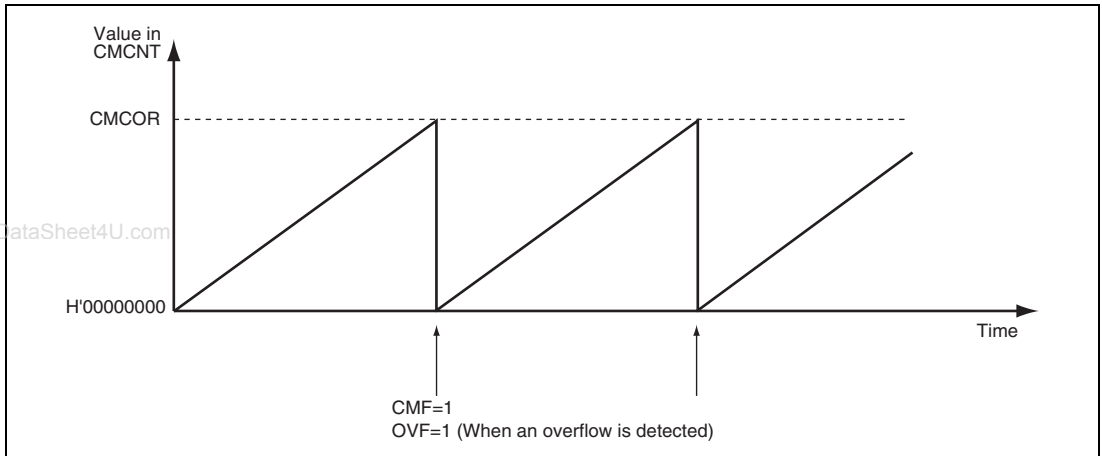 Value in
CMCNT
CMCOR
DataSheet4U.com
H'00000000
Time
CMF=1
OVF=1 (When an overflow is detected)